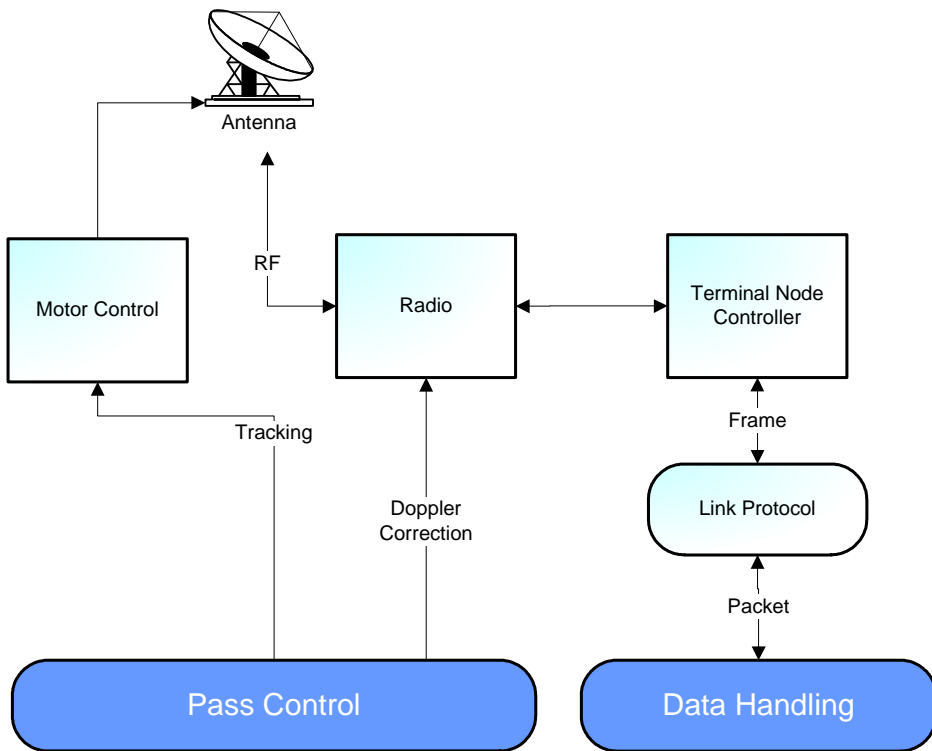 Antenna
RF
Motor Control
Radio
Terminal Node
Controller
Tracking
Frame
Doppler
Correction
Link Protocol
Packet
Pass Control
Data Handling